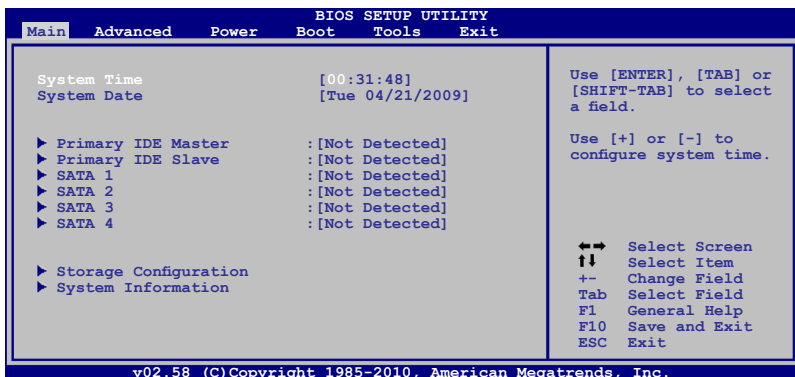 BIOS SETUP UTILITY
Main Advanced Power Boot Tools Exit
System Time [00:31:48]
System Date [Tue 04/21/2009]
Primary IDE Master :[Not Detected]
Primary IDE Slave :[Not Detected]
SATA 1 :[Not Detected]
SATA 2 :[Not Detected]
SATA 3 :[Not Detected]
SATA 4 :[Not Detected]
Storage Configuration
System Information
Use [ENTER], [TAB] or
[SHIFT-TAB] to select
a field.
Use [+] or [-] to
configure system time.
←→ Select Screen
↑↓ Select Item
+- Change Field
Tab Select Field
F1 General Help
F10 Save and Exit
ESC Exit
v02.58 (C)Copyright 1985-2010, American Megatrends, Inc.